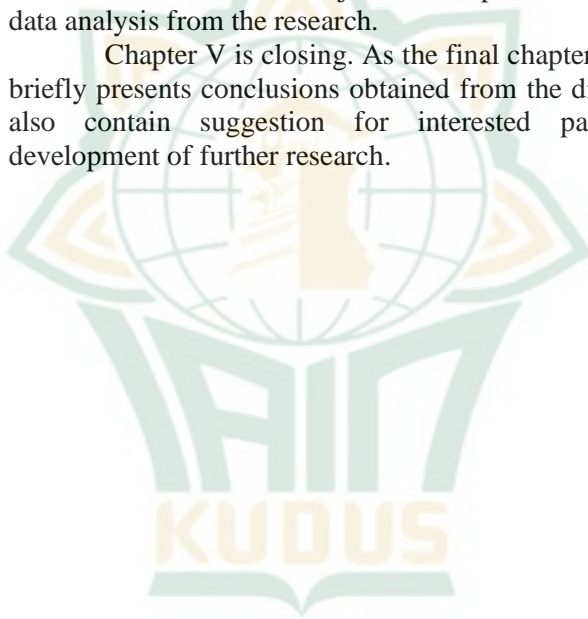 data analysis from the research.
Chapter V is closing. As the final chapter
briefly presents conclusions obtained from the
also contain suggestion for interested
development of further research.
IAIN
KUDUS